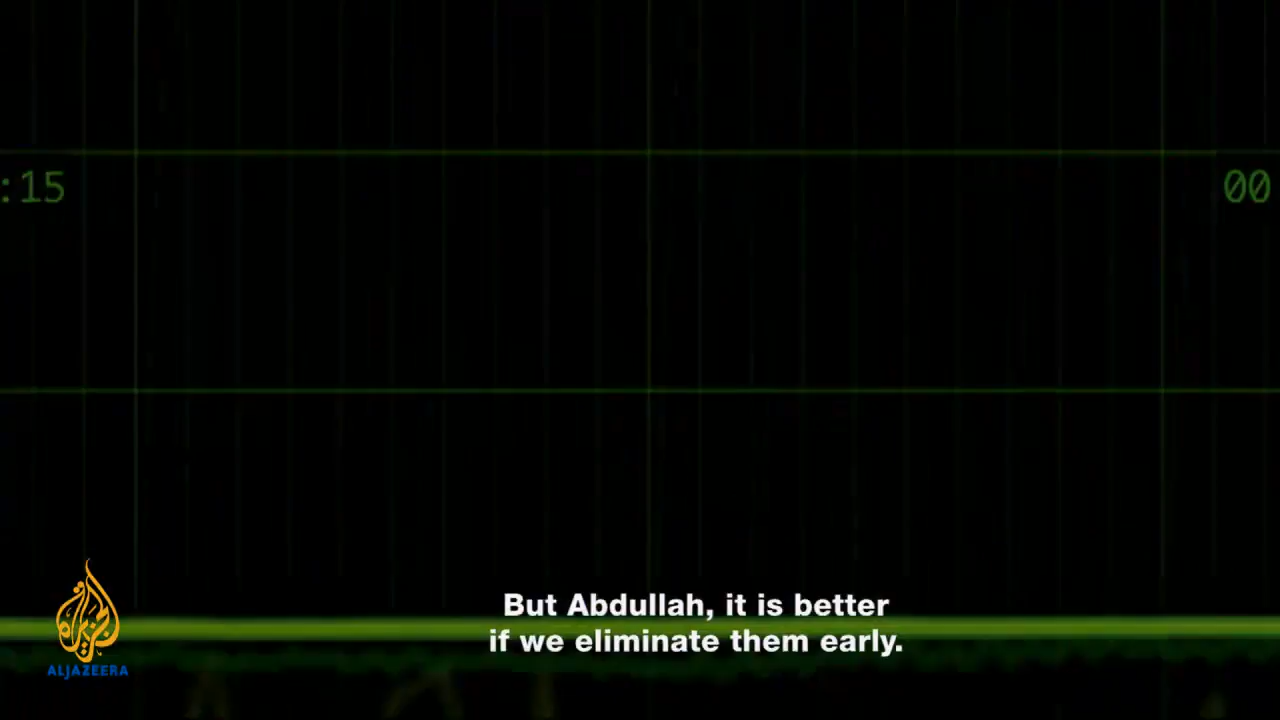 :15
00
But Abdullah, it is better
if we eliminate them early.
ALJAZEERA